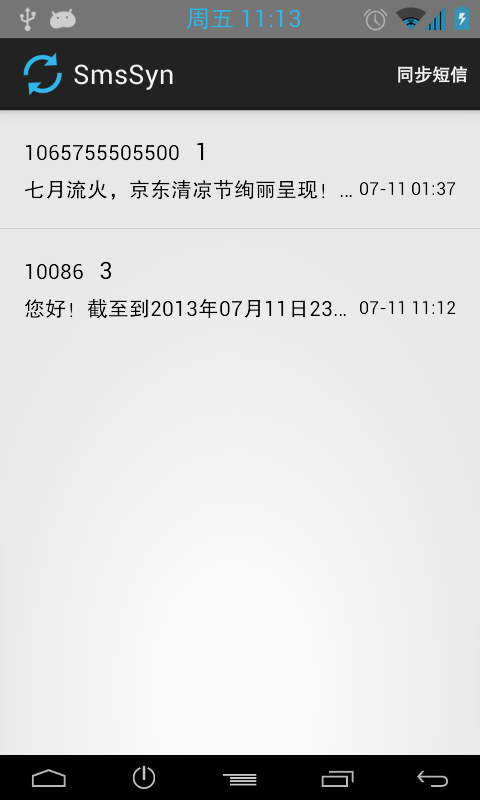 周五 11:13
SmsSyn 同步短信
1065755505500 1
七月流火，京东清凉节绚丽呈现！... 07-11 01:37
10086 3
您好！截至到2013年07月11日23... 07-11 11:12